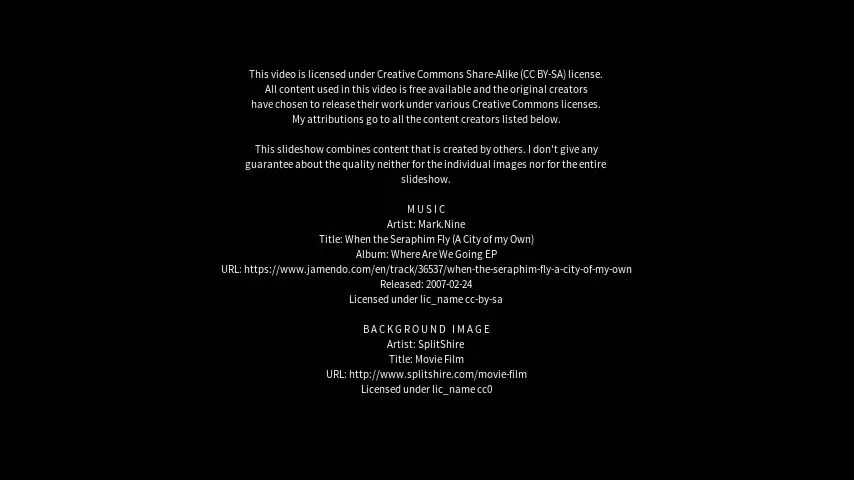 This video is licensed under Creative Commons Share-Alike (CC BY-SA) license.
All content used in this video is free available and the original creators
have chosen to release their work under various Creative Commons licenses.
My attributions go to all the content creators listed below.
This slideshow combines content that is created by others. I don't give any
guarantee about the quality neither for the individual images nor for the entire
slideshow.
MUSIC
Artist: Mark.Nine
Title: When the Seraphim Fly (A City of my Own)
Album: Where Are We Going EP
URL: https://www.jamendo.com/en/track/36537/when-the-seraphim-fly-a-city-of-my-own
Released: 2007-02-24
Licensed under lic_name cc-by-sa
BACKGROUND IMAGE
Artist: SplitShire
Title: Movie Film
URL: http://www.splitshire.com/movie-film
Licensed under lic_name cc0